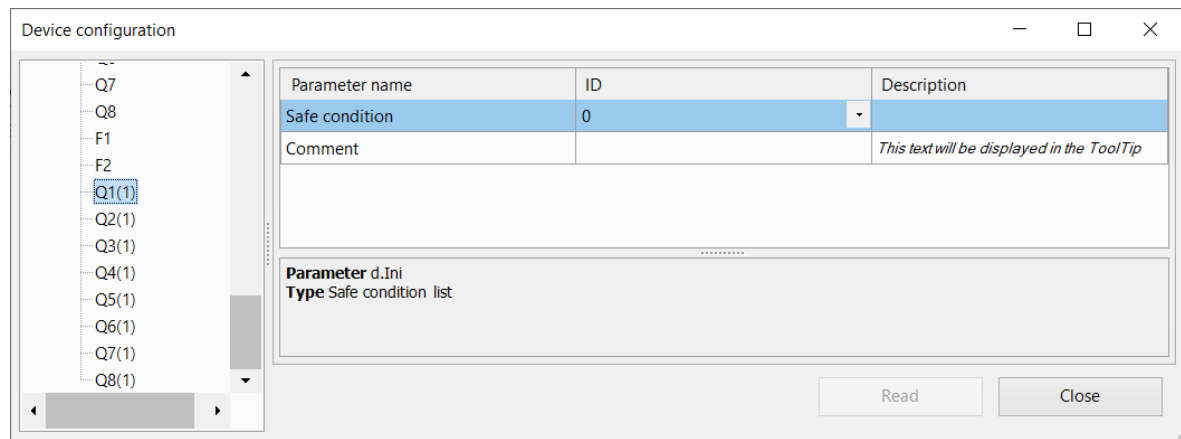 Device configuration
Q7
Q8
F1
F2
Q1(1)
Q2(1)
Q3(1)
Q4(1)
Q5(1)
Q6(1)
Q7(1)
Q8(1)
Parameter name ID Description
Safe condition 0
Comment This text will be displayed in the ToolTip
Parameter d.Ini
Type Safe condition list
Read Close